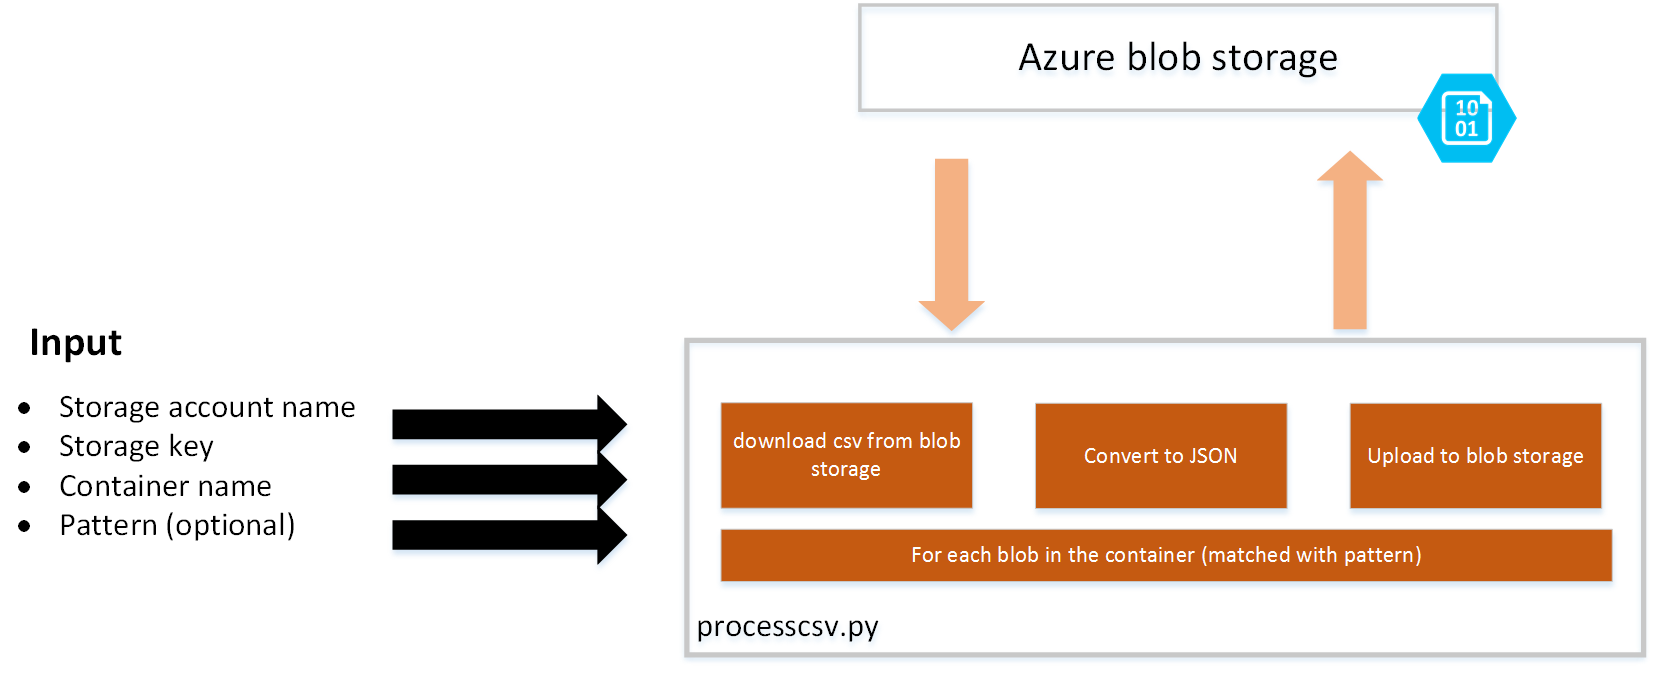 Azure blob storage
10
01
Input
Storage account name
Storage key
Container name
Pattern (optional)
download csv from blob
storage
Convert to JSON
Upload to blob storage
For each blob in the container (matched with pattern)
processcsv.py